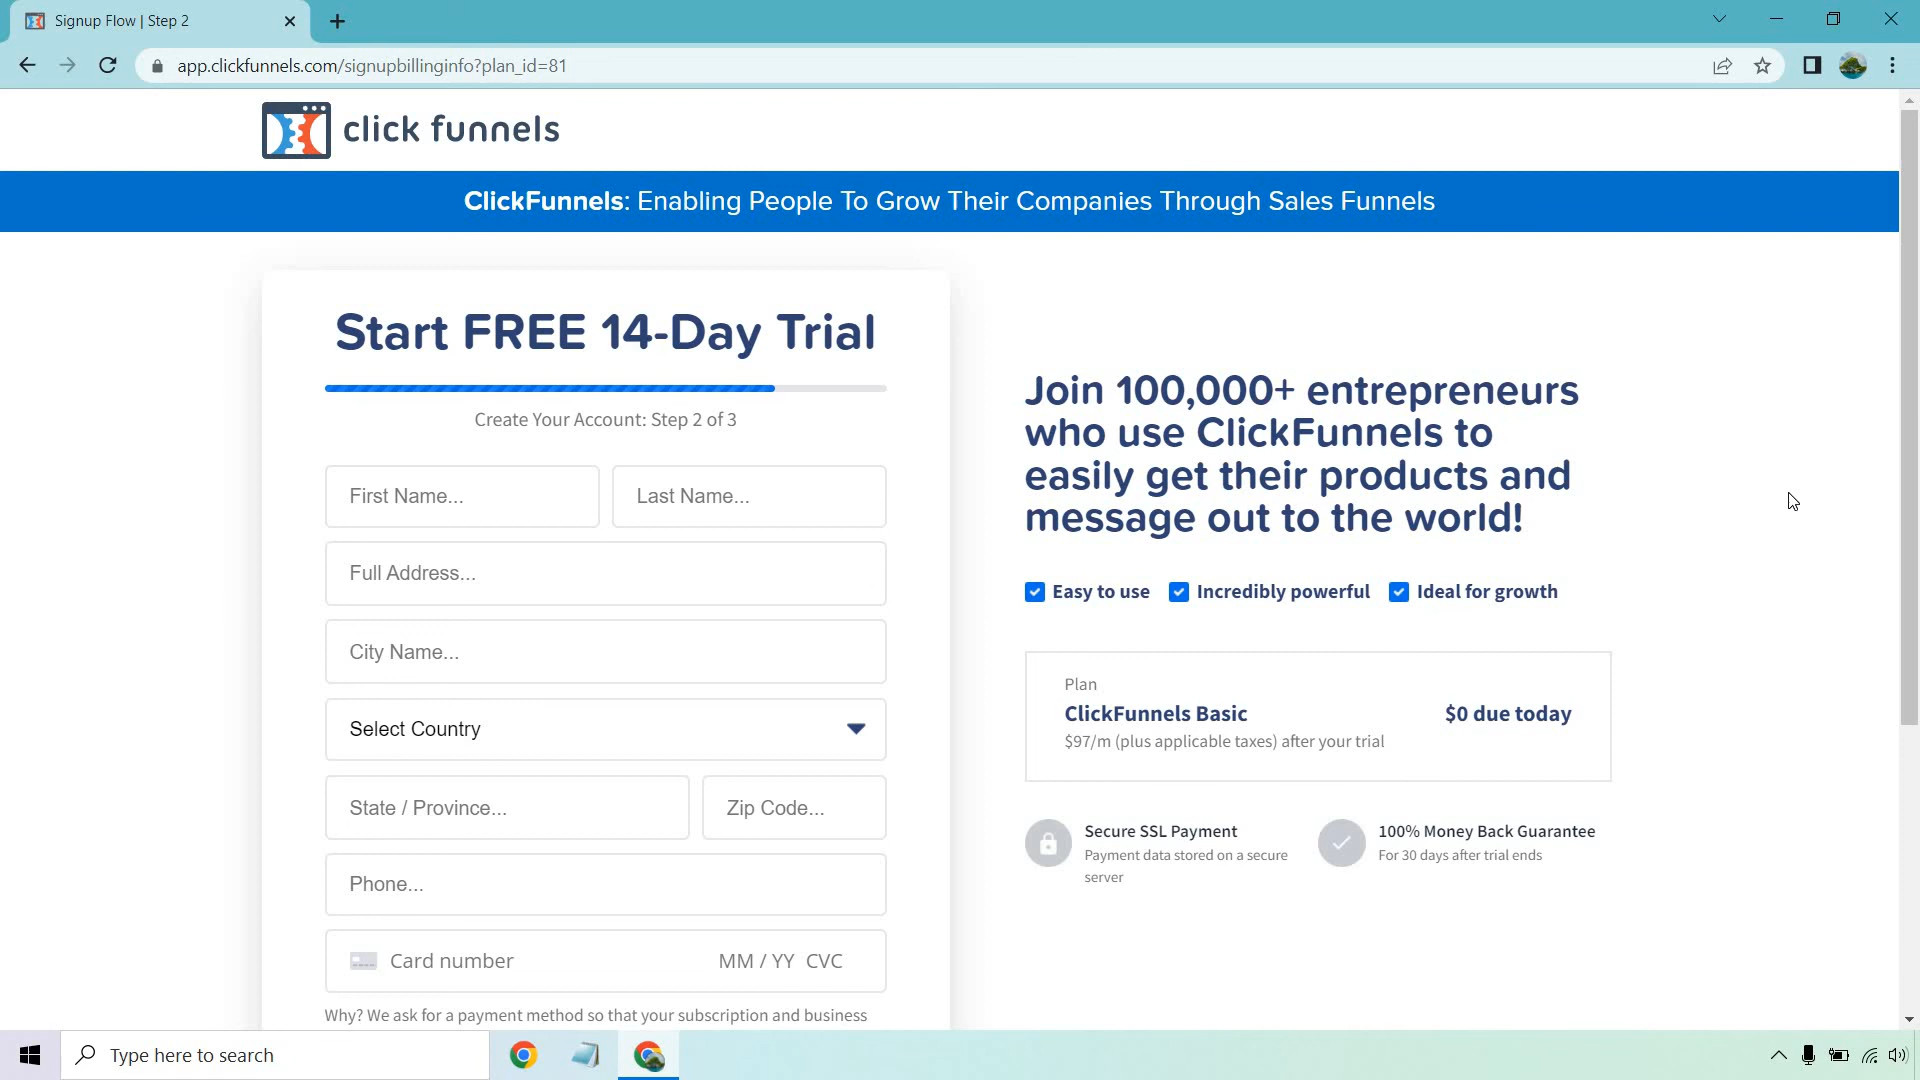 Signup Flow | Step 2
app.clickfunnels.com/signupbillinginfo?plan_id=81
click funnels
ClickFunnels: Enabling People To Grow Their Companies Through Sales Funnels
Start FREE 14-Day Trial
Create Your Account: Step 2 of 3
First Name... Last Name...
Full Address...
City Name...
Select Country
State / Province... Zip Code...
Phone...
Card number MM / YY CVC
Why? We ask for a payment method so that your subscription and business
Join 100,000+ entrepreneurs
who use ClickFunnels to
easily get their products and
message out to the world!
Easy to use Incredibly powerful Ideal for growth
Plan
ClickFunnels Basic $0 due today
$97/m (plus applicable taxes) after your trial
Secure SSL Payment
Payment data stored on a secure
server
100% Money Back Guarantee
For 30 days after trial ends
Type here to search